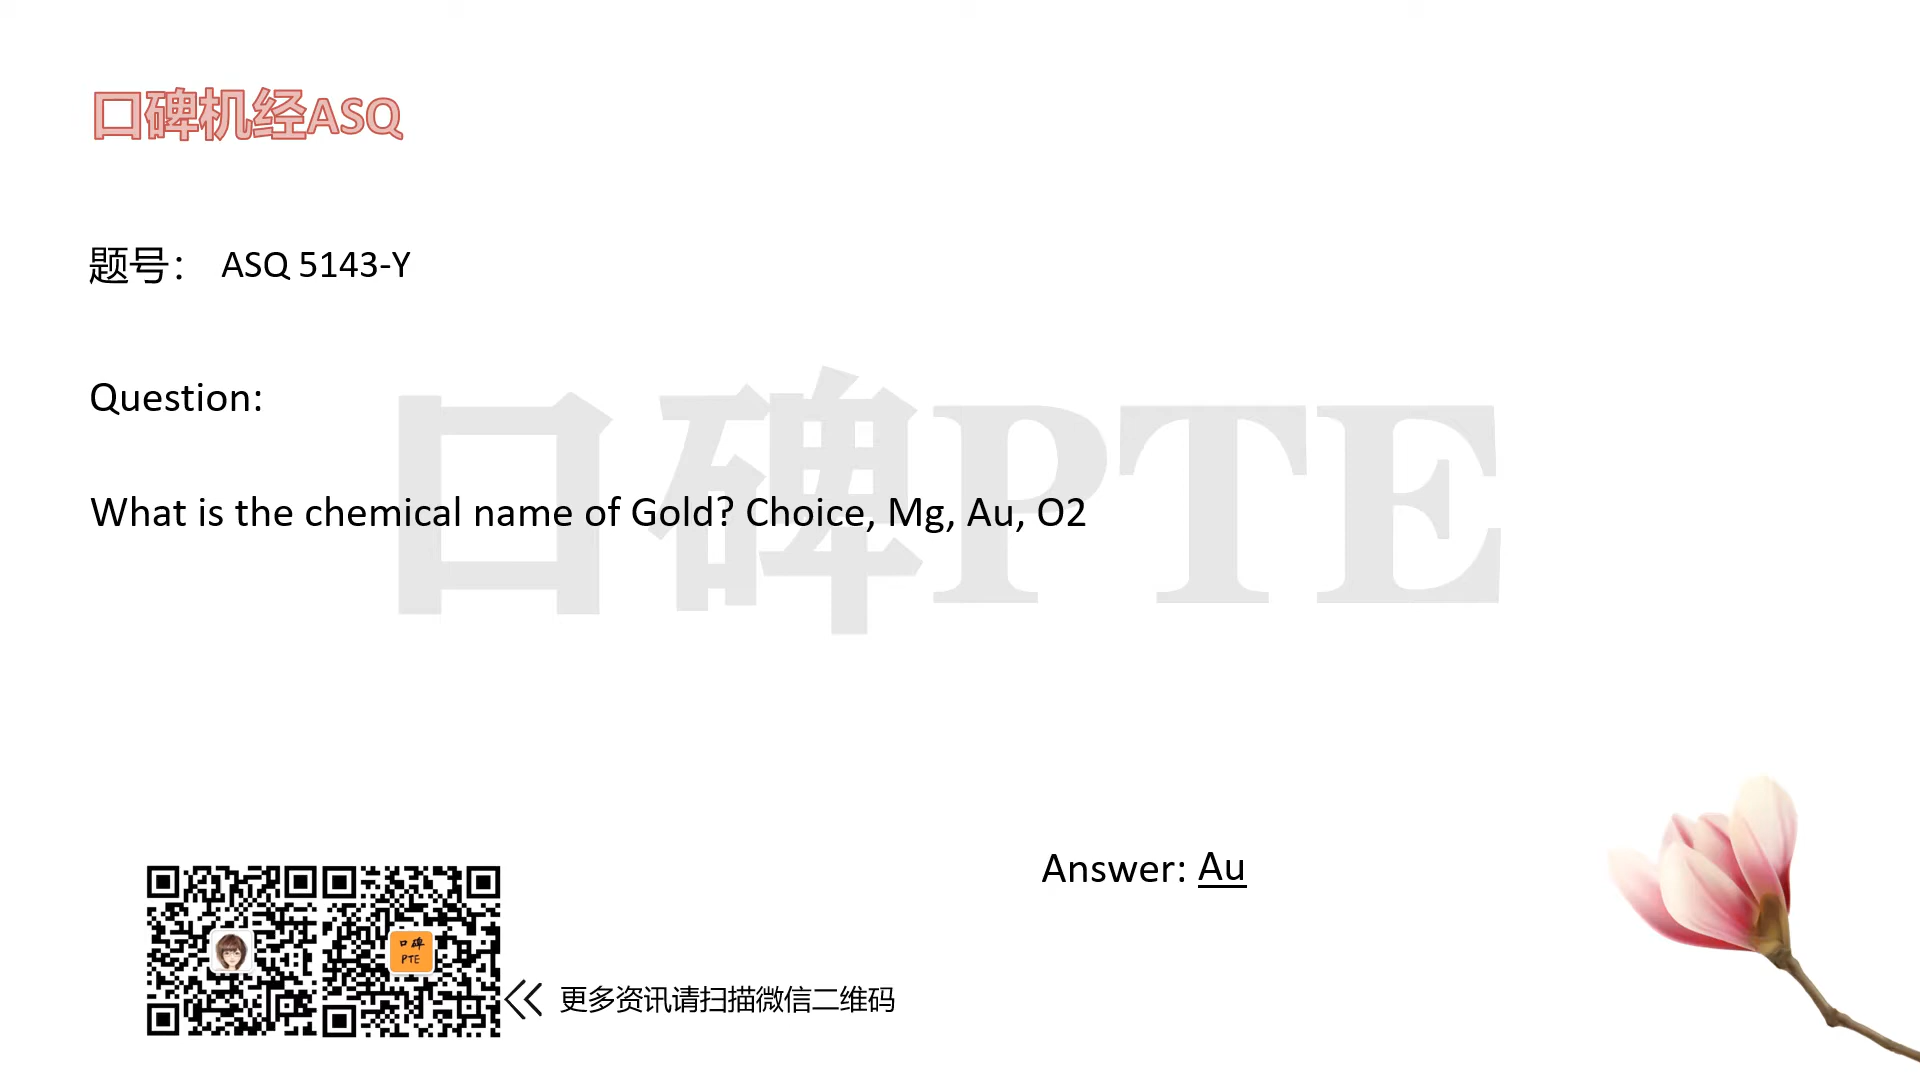 口碑机经ASQ
题号： ASQ 5143-Y
Question:
口碑PTE
What is the chemical name of Gold? Choice, Mg, Au, O2
Answer: Au
口碑
PTE
更多资讯请扫描微信二维码